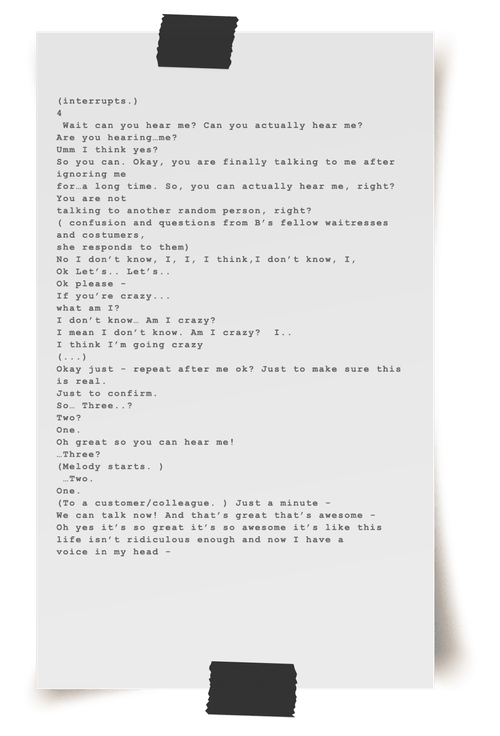 (interrupts.)
4
Wait can you hear me? Can you actually hear me?
Are you hearing…me?
Umm I think yes?
So you can. Okay, you are finally talking to me after
ignoring me
for…a long time. So, you can actually hear me, right?
You are not
talking to another random person, right?
( confusion and questions from B’s fellow waitresses
and costumers,
she responds to them)
No I don’t know, I, I, I think,I don’t know, I,
Ok Let’s.. Let’s..
Ok please –
If you’re crazy...
what am I?
I don’t know… Am I crazy?
I mean I don’t know. Am I crazy?  I..
I think I’m going crazy
(...)
Okay just – repeat after me ok? Just to make sure this
is real.
Just to confirm.
So… Three..?
Two?
One.
Oh great so you can hear me!
…Three?
(Melody starts. )
…Two.
One.
(To a customer/colleague. ) Just a minute –
We can talk now! And that’s great that’s awesome –
Oh yes it’s so great it’s so awesome it’s like this
life isn’t ridiculous enough and now I have a
voice in my head –